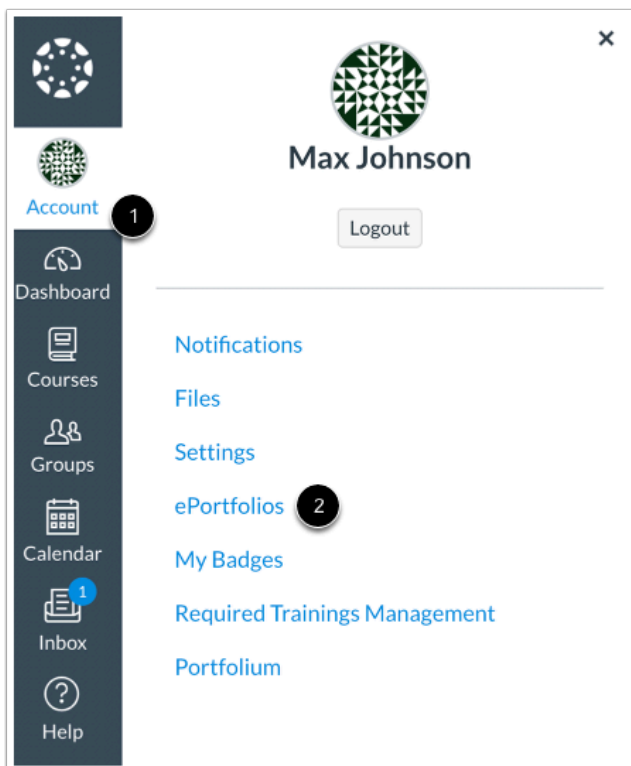 ×
Max Johnson
Logout
Account
1
Dashboard
Courses
Groups
Calendar
1
Inbox
?
Help
Notifications
Files
Settings
ePortfolios 2
My Badges
Required Trainings Management
Portfolium